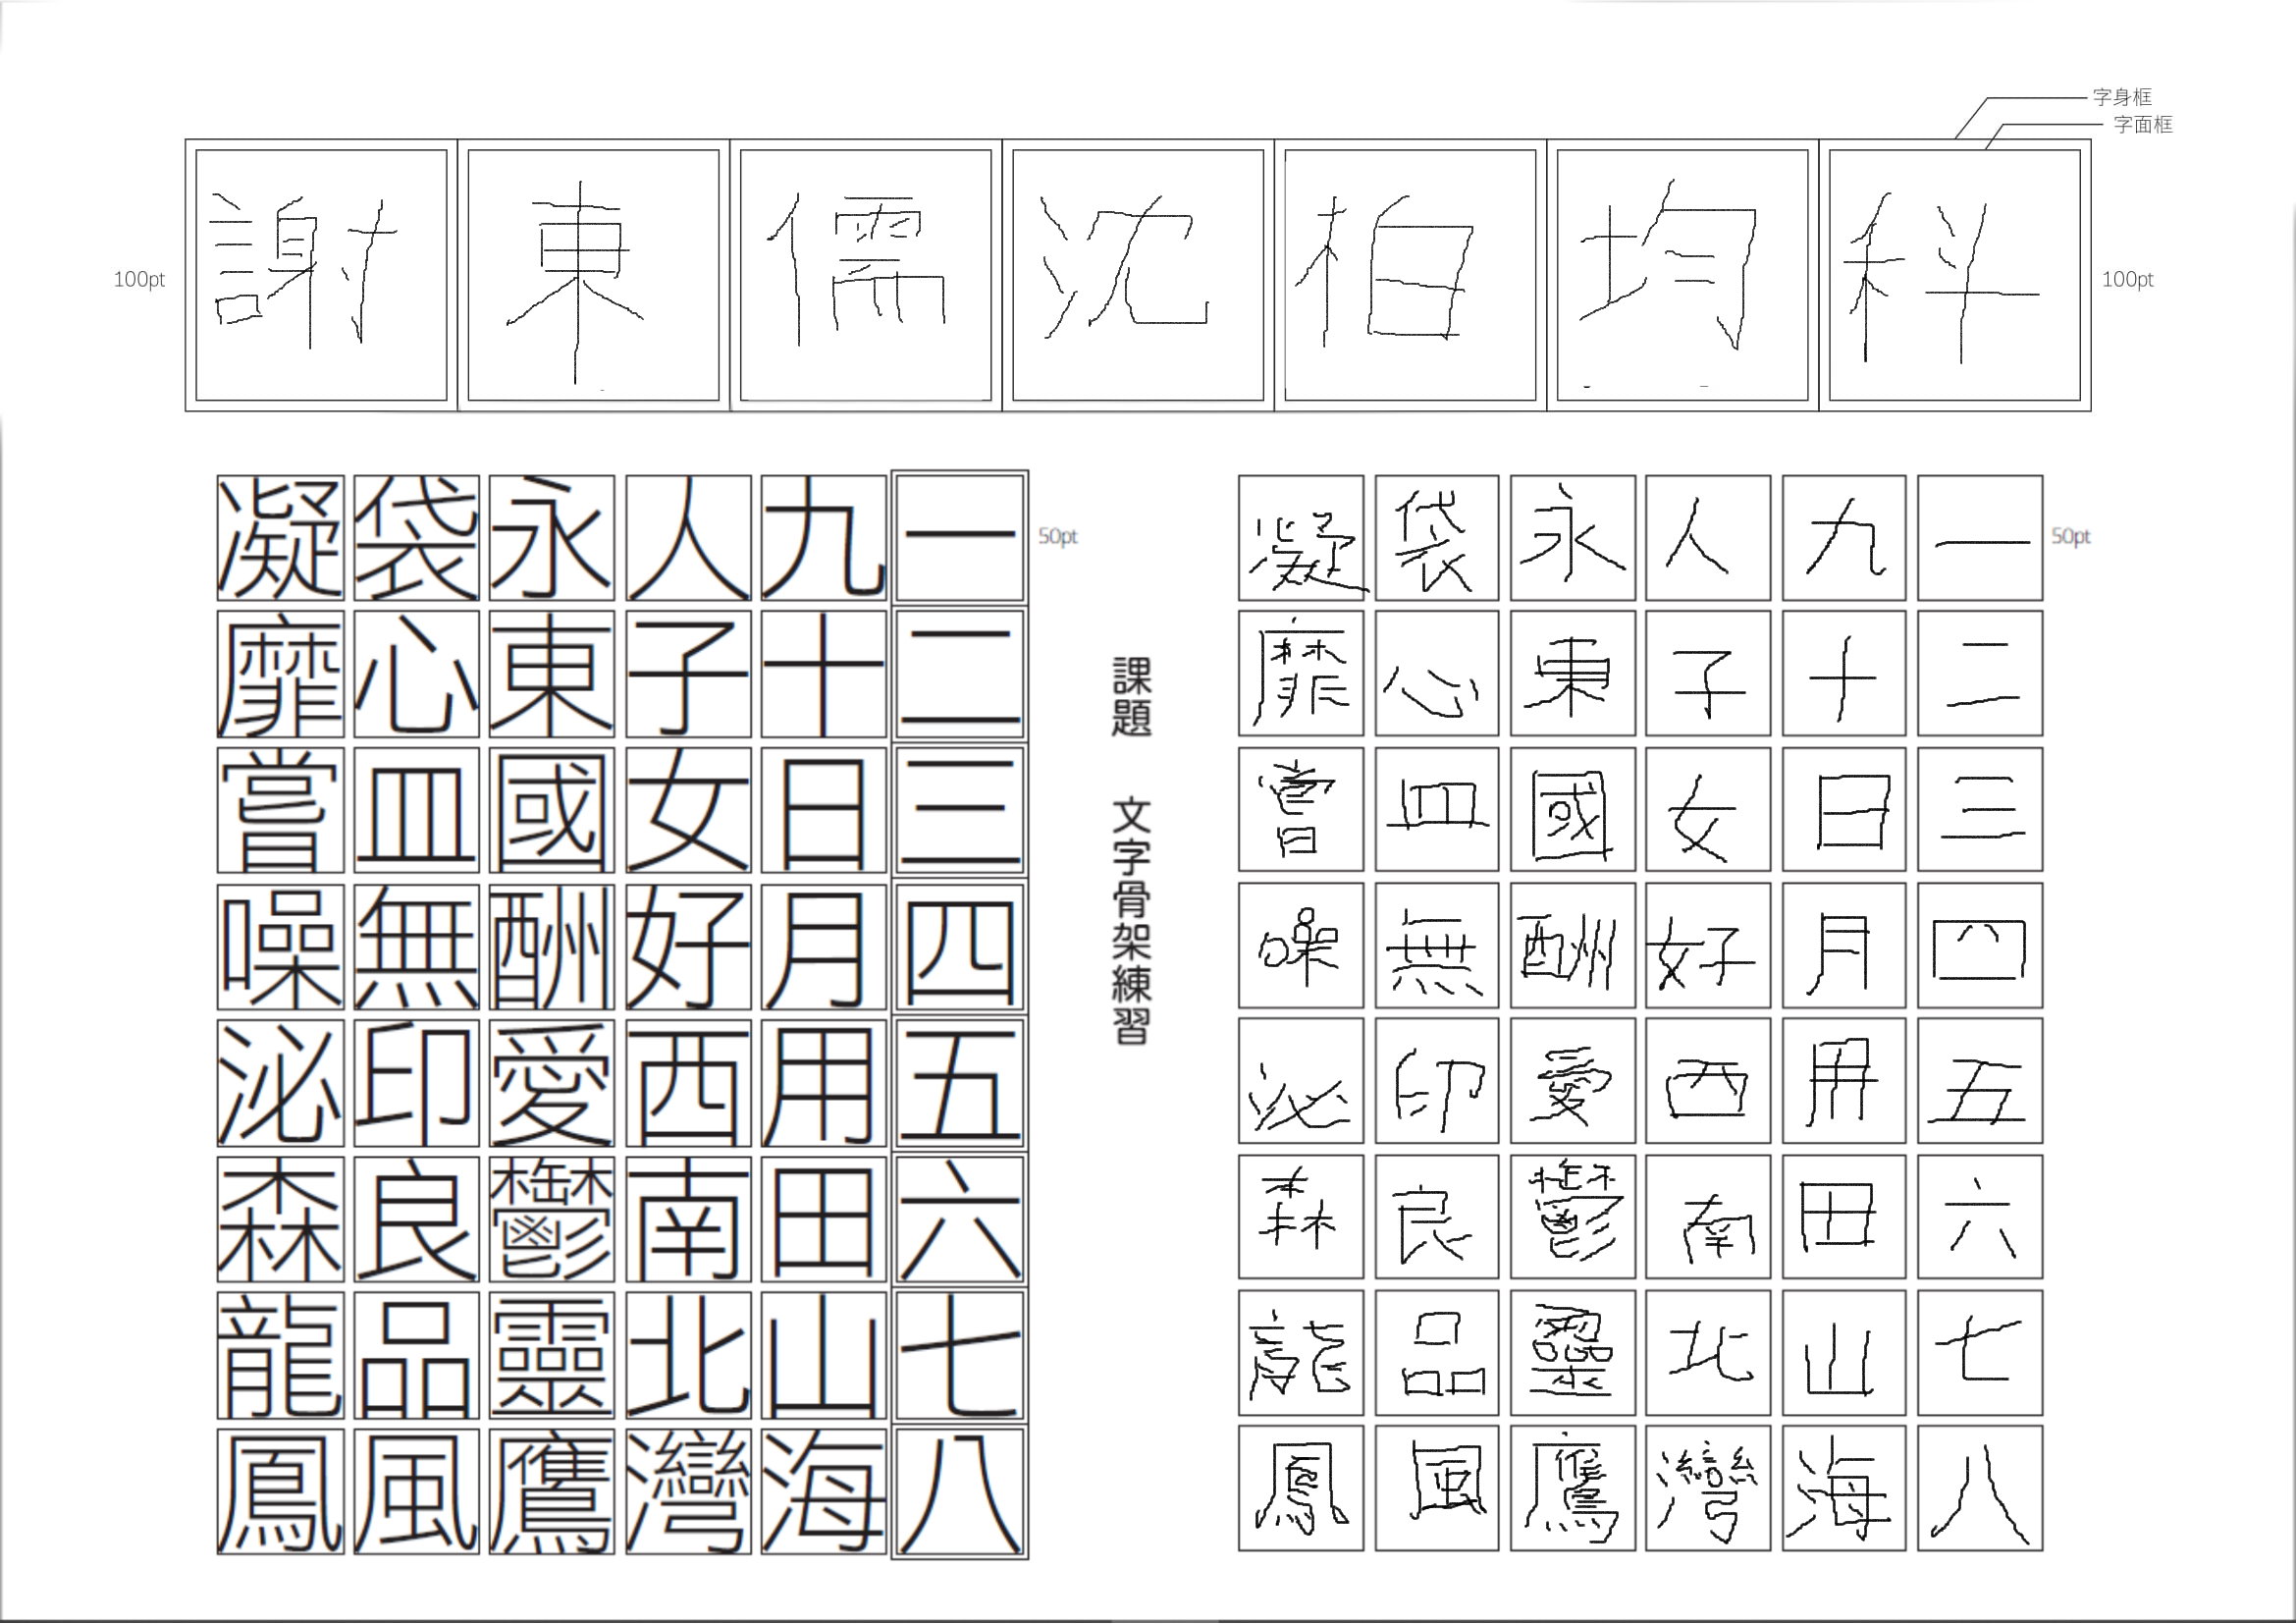 字身框
字面框
100pt
謝東儒沈柏均科
100pt
50pt
一二三四五六七八
九十日月用田山海
人子女好西南北灣
永東國酬愛鬱靈鷹
袋心皿無印良品風
凝靡嘗噪泌森龍鳳
課題 文字骨架練習
50pt
一二三四五六七八
九十日月用田山海
人子女好西南北灣
永東國酬愛鬱靈鷹
袋心皿無印良品風
凝靡嘗噪泌森龍鳳